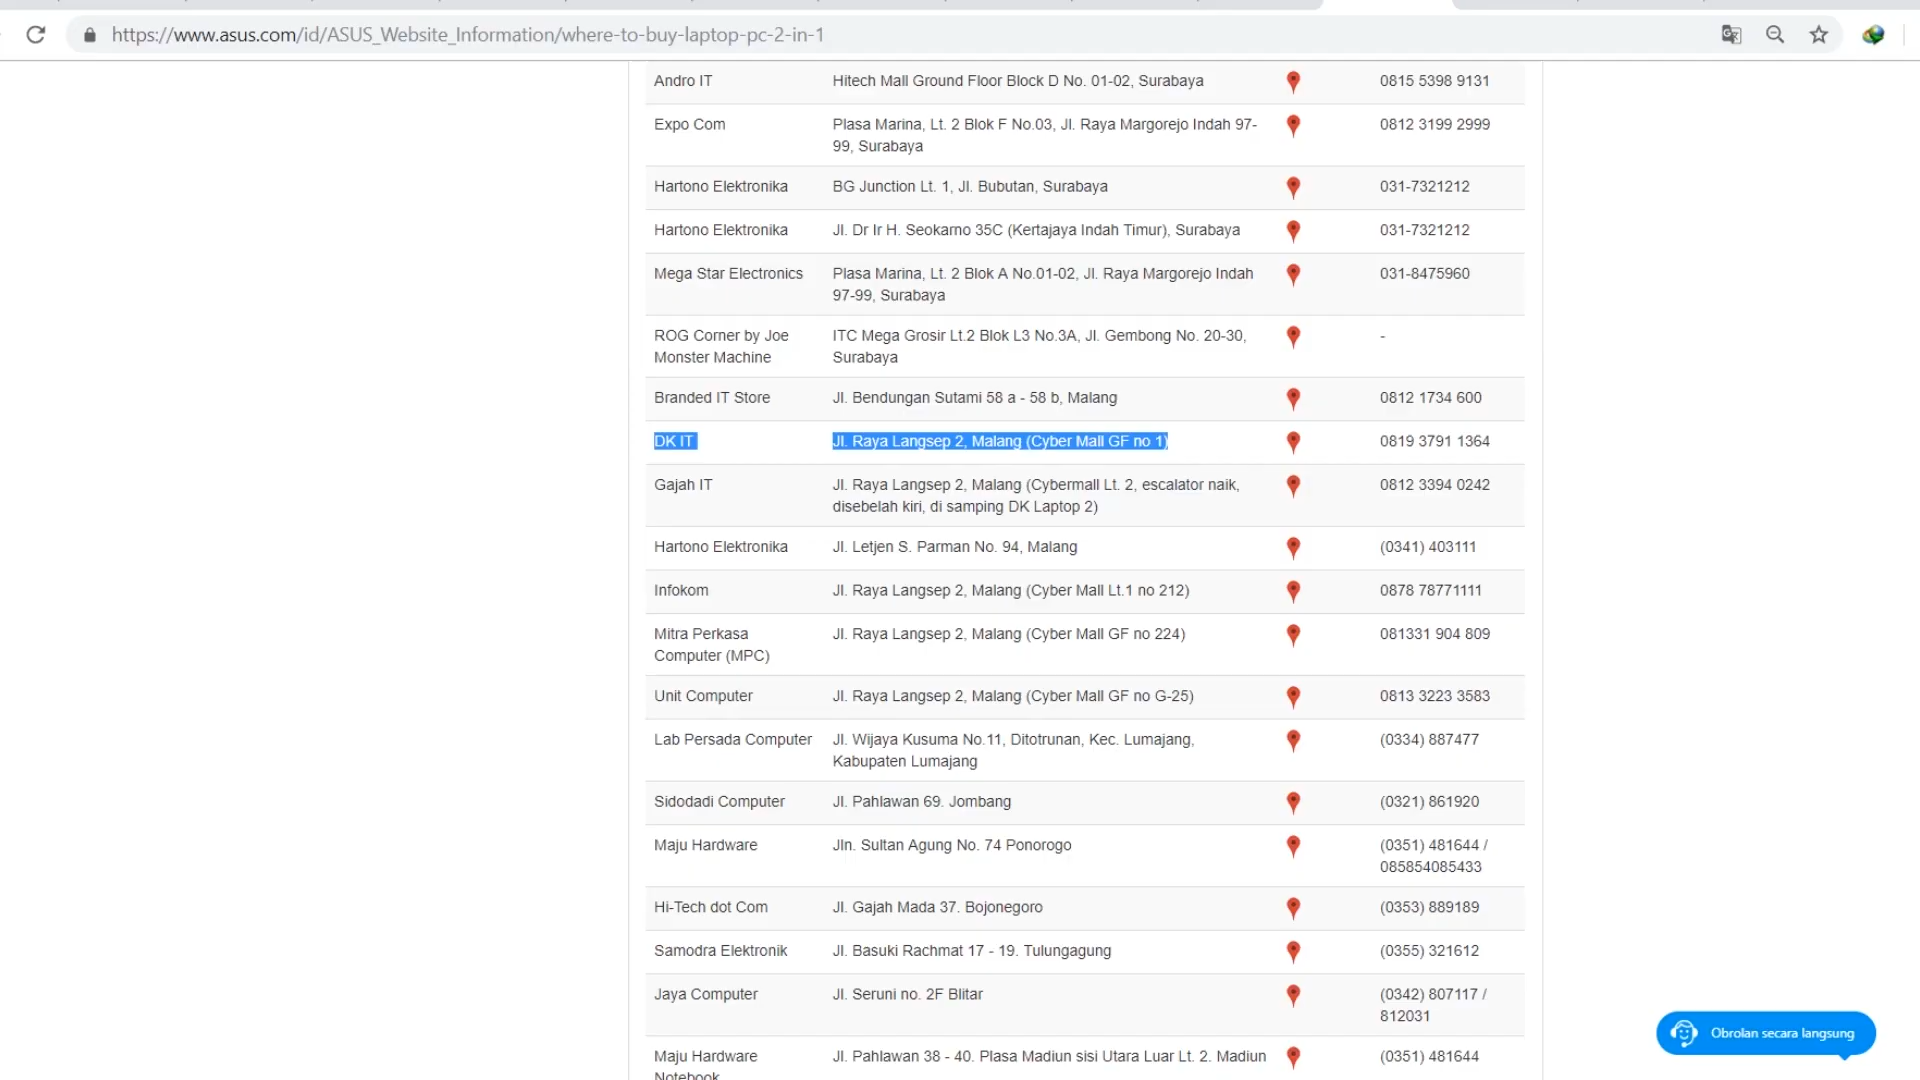 https://www.asus.com/id/ASUS_Website_Information/where-to-buy-laptop-pc-2-in-1
Andro IT Hitech Mall Ground Floor Block D No. 01-02, Surabaya 0815 5398 9131
Expo Com Plasa Marina, Lt. 2 Blok F No.03, Jl. Raya Margorejo Indah 97- 0812 3199 2999
99, Surabaya
Hartono Elektronika BG Junction Lt. 1, Jl. Bubutan, Surabaya 031-7321212
Hartono Elektronika Jl. Dr Ir H. Seokarno 35C (Kertajaya Indah Timur), Surabaya 031-7321212
Mega Star Electronics Plasa Marina, Lt. 2 Blok A No.01-02, Jl. Raya Margorejo Indah 031-8475960
97-99, Surabaya
ROG Corner by Joe ITC Mega Grosir Lt.2 Blok L3 No.3A, Jl. Gembong No. 20-30, -
Monster Machine Surabaya
Branded IT Store Jl. Bendungan Sutami 58 a - 58 b, Malang 0812 1734 600
DK IT Jl. Raya Langsep 2, Malang (Cyber Mall GF no 1) 0819 3791 1364
Gajah IT Jl. Raya Langsep 2, Malang (Cybermall Lt. 2, escalator naik, 0812 3394 0242
disebelah kiri, di samping DK Laptop 2)
Hartono Elektronika Jl. Letjen S. Parman No. 94, Malang (0341) 403111
Infokom Jl. Raya Langsep 2, Malang (Cyber Mall Lt.1 no 212) 0878 78771111
Mitra Perkasa Jl. Raya Langsep 2, Malang (Cyber Mall GF no 224) 081331 904 809
Computer (MPC)
Unit Computer Jl. Raya Langsep 2, Malang (Cyber Mall GF no G-25) 0813 3223 3583
Lab Persada Computer Jl. Wijaya Kusuma No.11, Ditotrunan, Kec. Lumajang, (0334) 887477
Kabupaten Lumajang
Sidodadi Computer Jl. Pahlawan 69. Jombang (0321) 861920
Maju Hardware Jln. Sultan Agung No. 74 Ponorogo (0351) 481644 /
085854085433
Hi-Tech dot Com Jl. Gajah Mada 37. Bojonegoro (0353) 889189
Samodra Elektronik Jl. Basuki Rachmat 17 - 19. Tulungagung (0355) 321612
Jaya Computer Jl. Seruni no. 2F Blitar (0342) 807117 /
812031
Obrolan secara langsung
Maju Hardware Jl. Pahlawan 38 - 40. Plasa Madiun sisi Utara Luar Lt. 2. Madiun (0351) 481644
Notebook